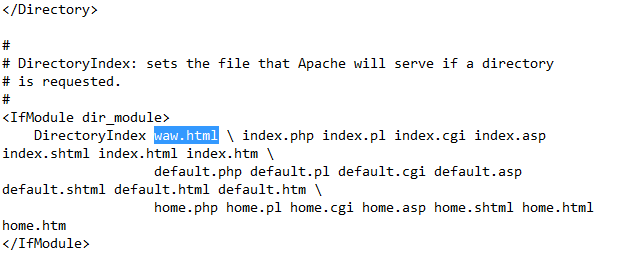 </Directory>
#
# DirectoryIndex: sets the file that Apache will serve if a directory
# is requested.
#
<IfModule dir_module>
DirectoryIndex waw.html \ index.php index.pl index.cgi index.asp
index.shtml index.html index.htm \
default.php default.pl default.cgi default.asp
default.shtml default.html default.htm \
home.php home.pl home.cgi home.asp home.shtml home.html
home.htm
</IfModule>